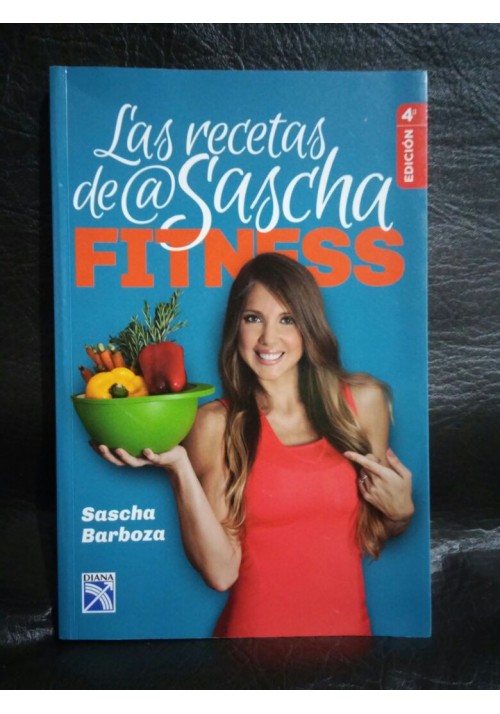 Las recetas
de @Sascha
FITNESS
4ª
EDICIÓN
Sascha
Barboza
DIANA